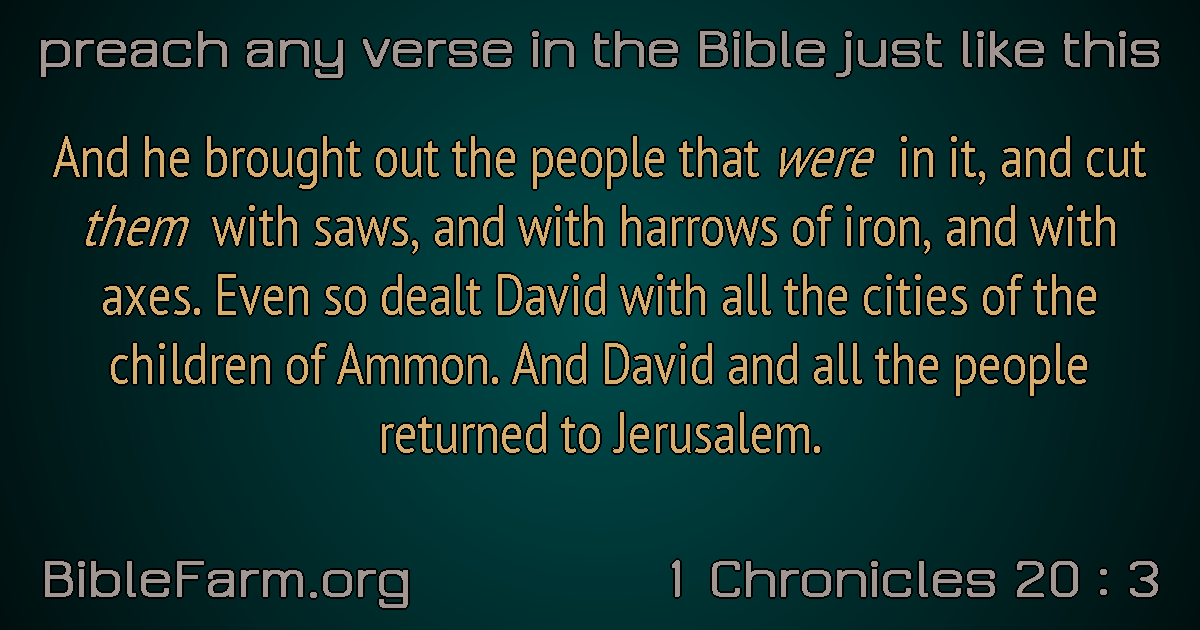 preach any verse in the Bible just like this
And he brought out the people that were in it, and cut
them with saws, and with harrows of iron, and with
axes. Even so dealt David with all the cities of the
children of Ammon. And David and all the people
returned to Jerusalem.
BibleFarm.org
1 Chronicles 20 : 3